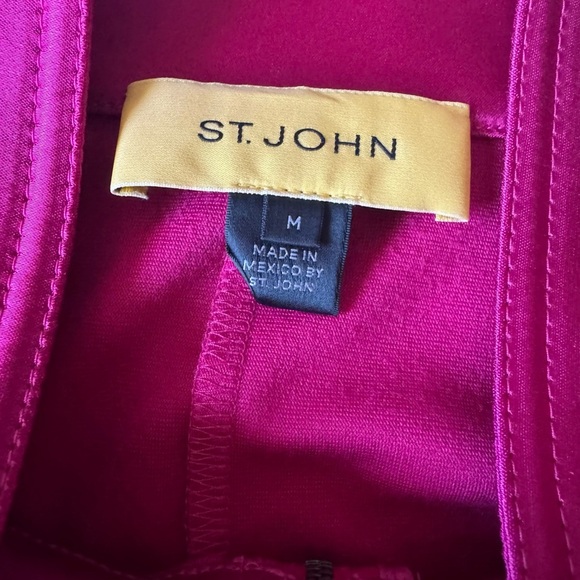 ST. JOHN
M
MADE IN
MEXICO BY
ST. JOHN